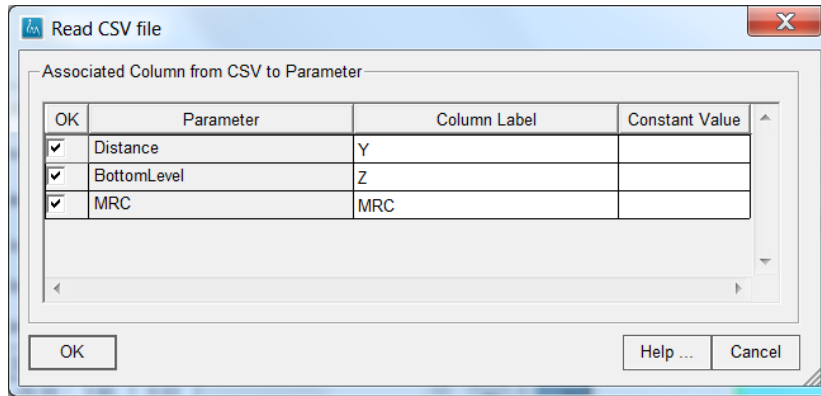 Read CSV file
Associated Column from CSV to Parameter
OK Parameter Column Label Constant Value
Distance Y
BottomLevel Z
MRC MRC
OK Help ... Cancel